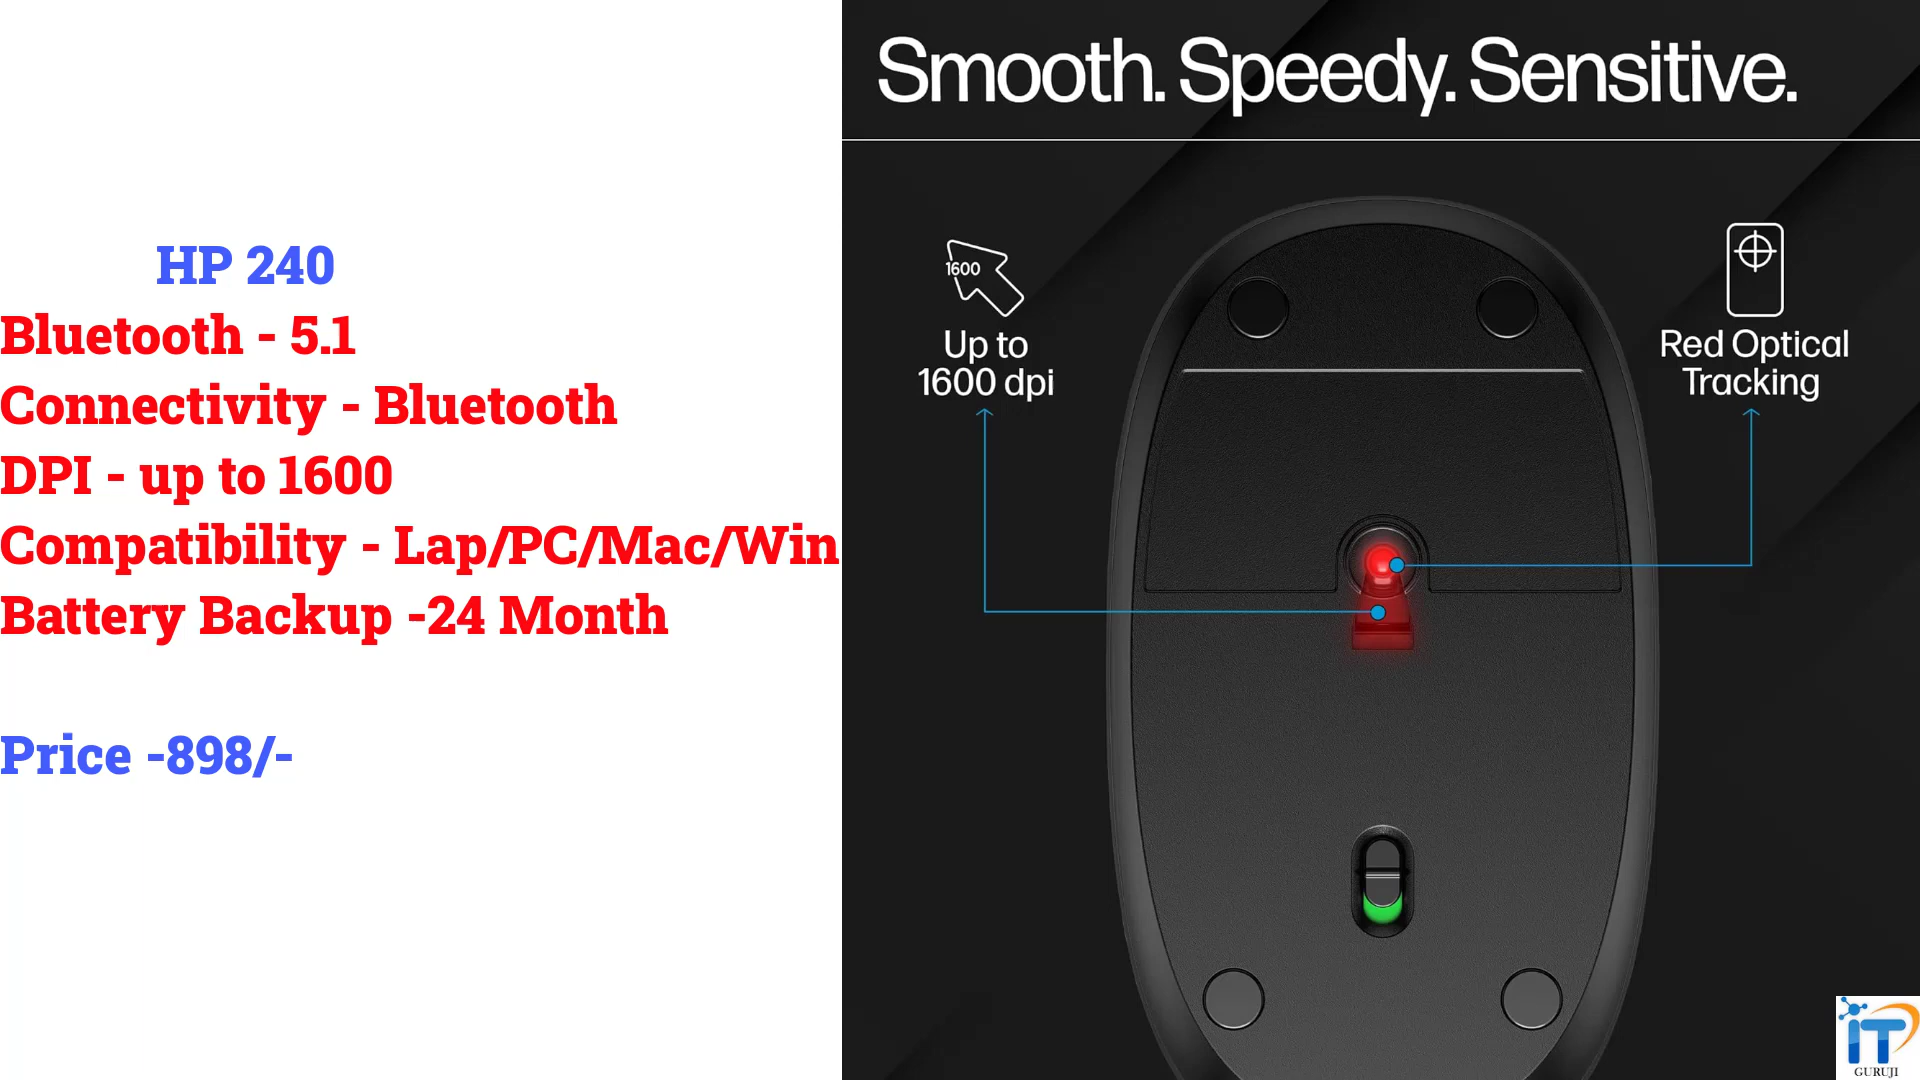 HP 240
Bluetooth - 5.1
Connectivity - Bluetooth
DPI - up to 1600
Compatibility - Lap/PC/Mac/Win
Battery Backup -24 Month
Price -898/-
Smooth. Speedy. Sensitive.
1600
Up to
1600 dpi
Red Optical
Tracking
iT
GURUJI